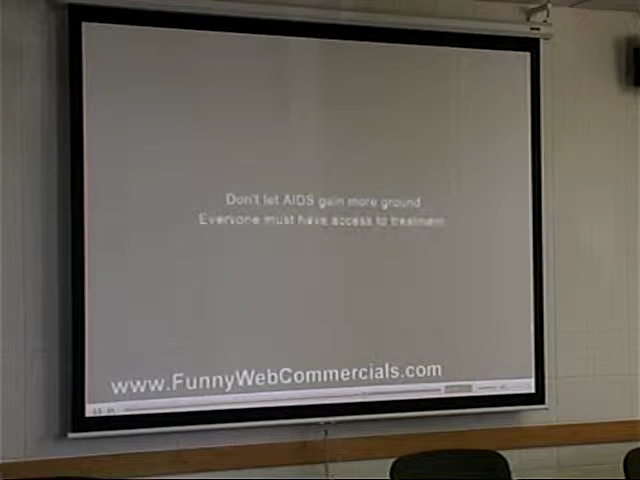 Don't let AIDS gain more ground
Everyone must have access to treatment
www.FunnyWebCommercials.com